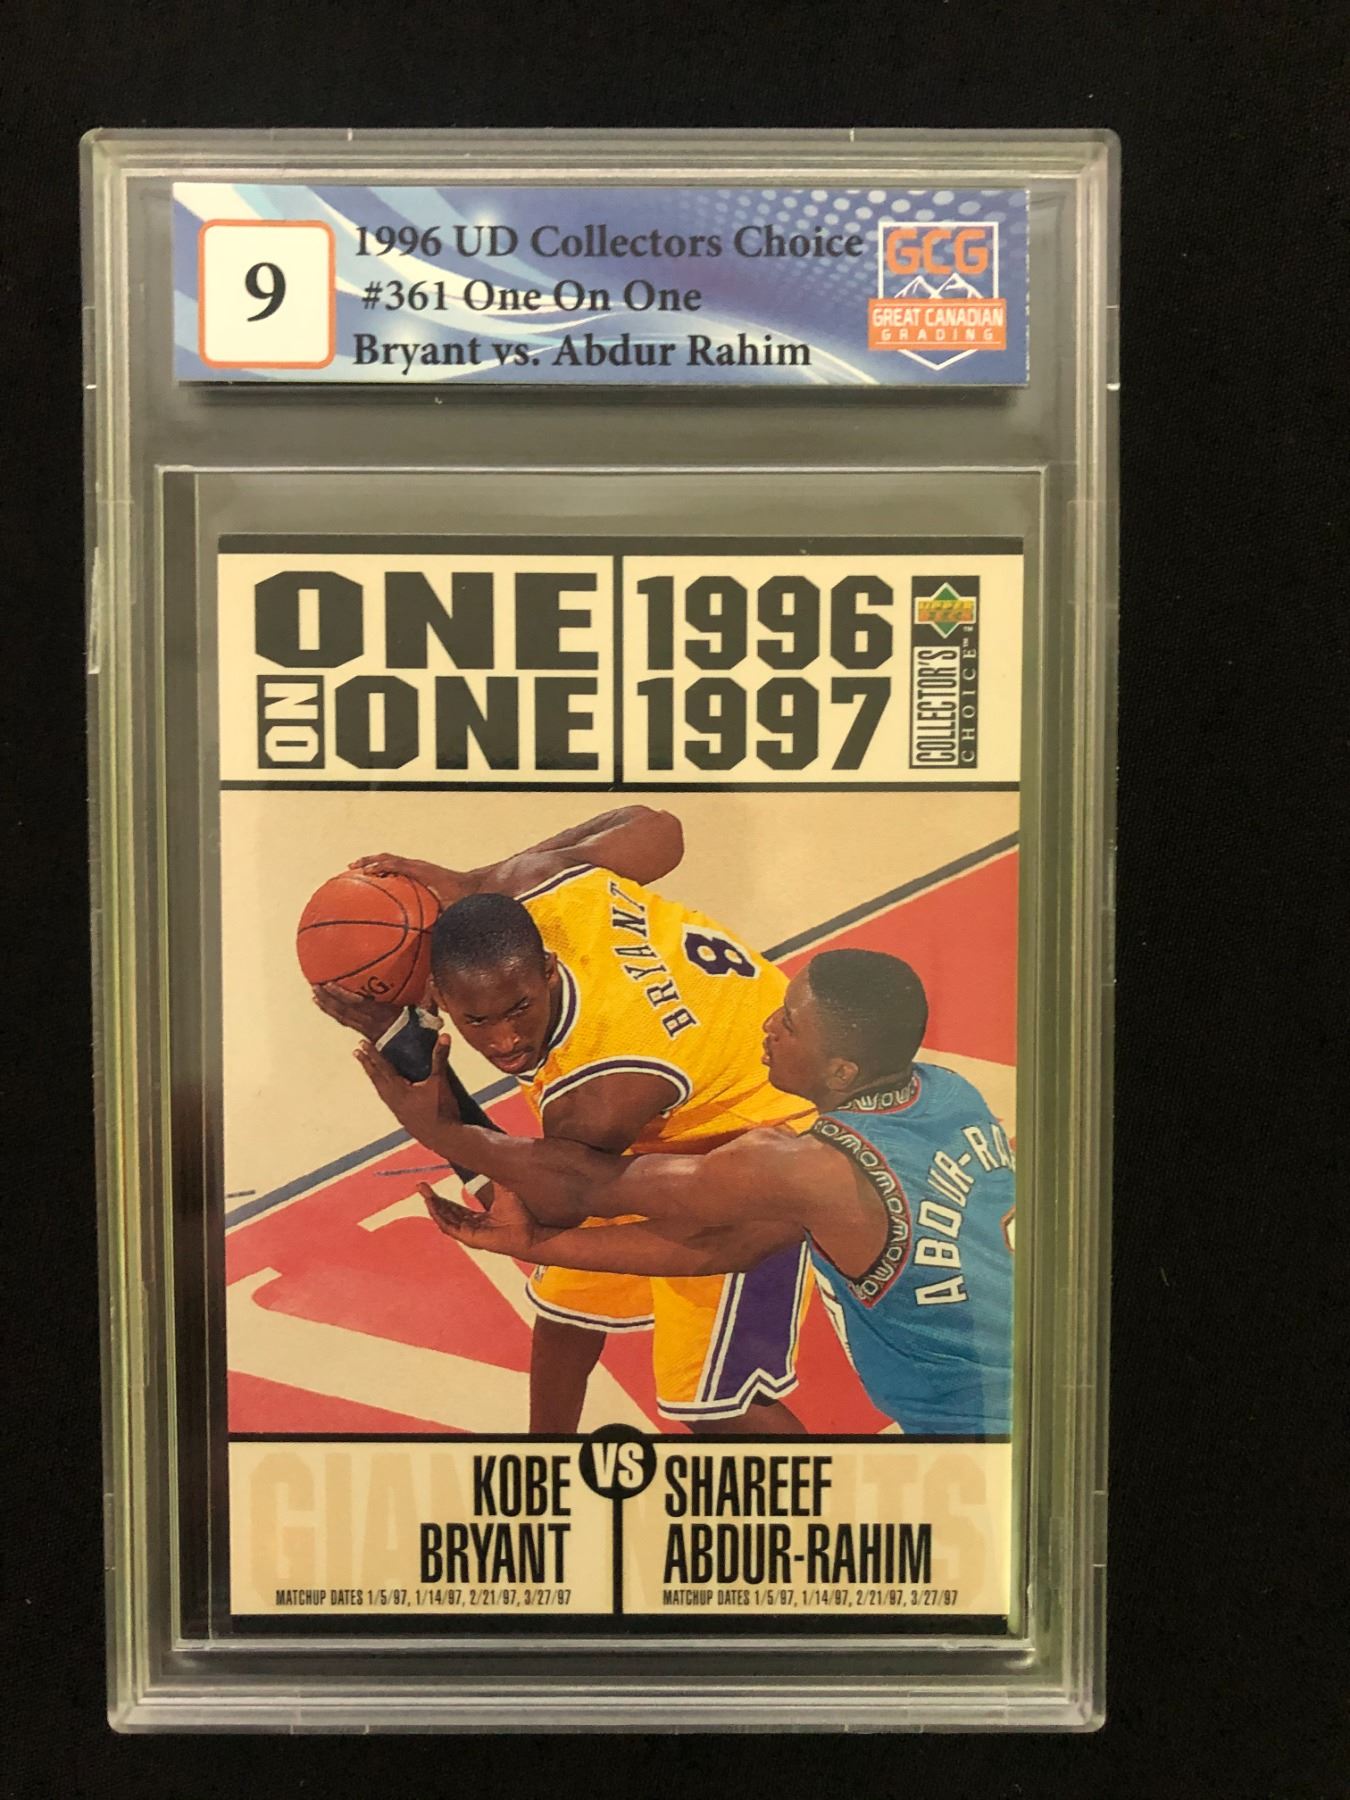 9
1996 UD Collectors Choice
#361 One On One
Bryant vs. Abdur Rahim
GCG
GREAT CANADIAN
GRADING
ONE
ON ONE
1996
1997
UPPER
DECK
COLLECTOR'S
CHOICE™
BRYANT
8
NG.
ABDUR-RA
GIANTS
KOBE
BRYANT
VS
SHAREEF
ABDUR-RAHIM
MATCHUP DATES 1/5/97, 1/14/97, 2/21/97, 3/27/97
MATCHUP DATES 1/5/97, 1/14/97, 2/21/97, 3/27/97